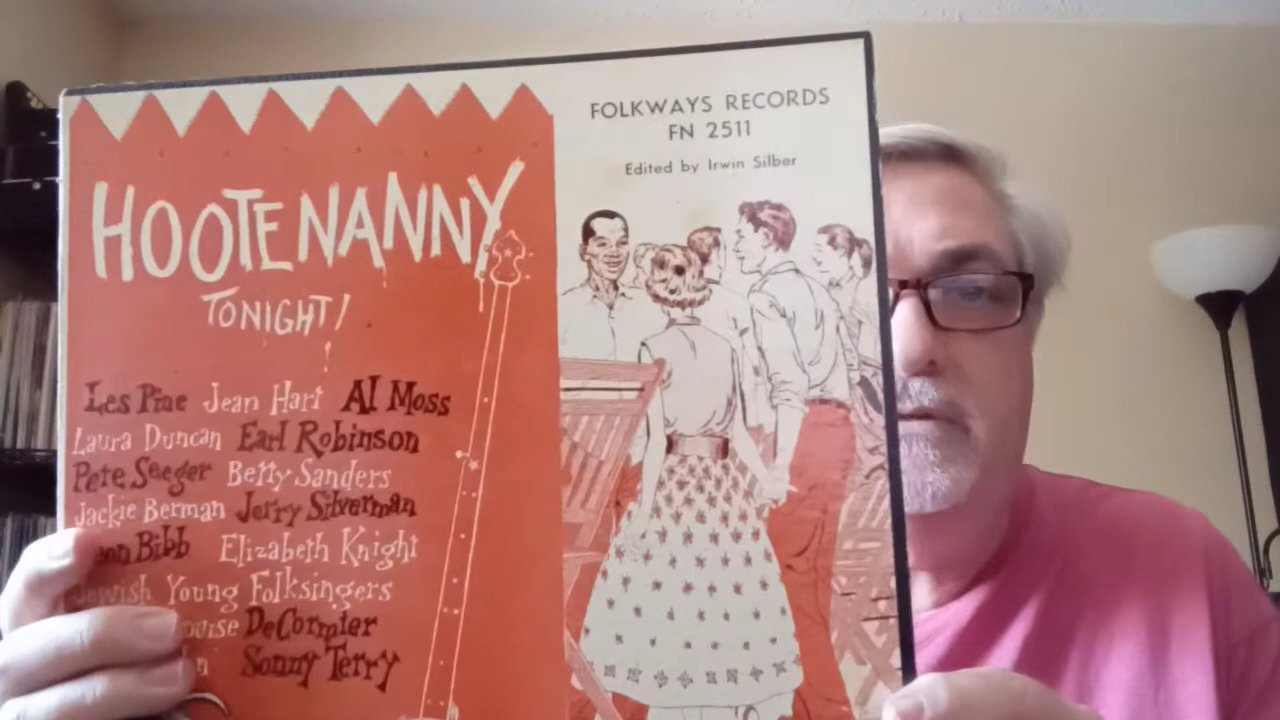 HOOTENANNY
TONIGHT!
Les Pine Jean Hart Al Moss
Laura Duncan Earl Robinson
Pete Seeger Betty Sanders
Jackie Berman Jerry Silverman
Bibb Elizabeth Knight
Jewish Young Folksingers
DeCormier
Sonny Terry
FOLKWAYS RECORDS
FN 2511
Edited by Irwin Silber